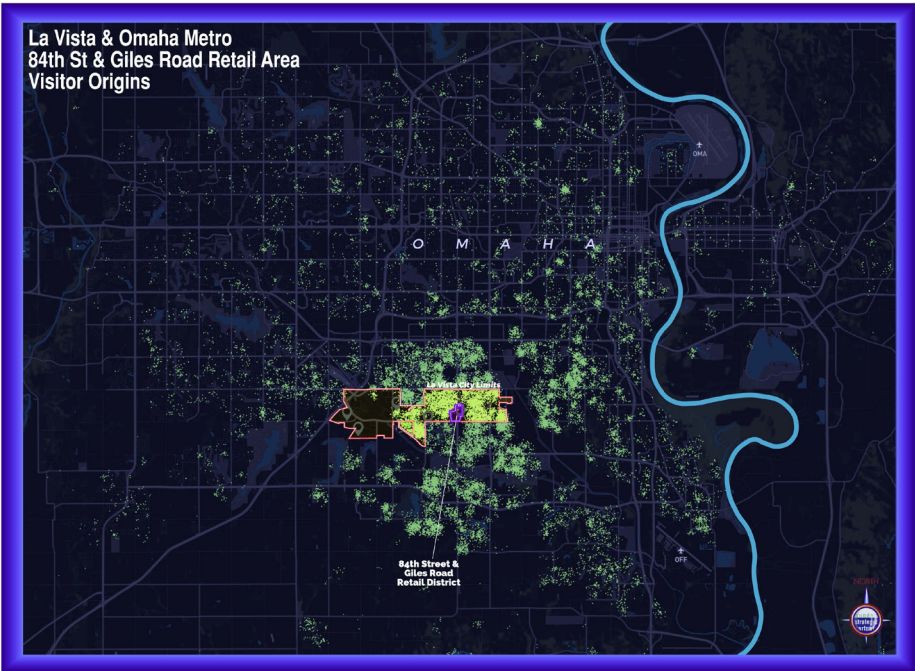 La Vista & Omaha Metro
84th St & Giles Road Retail Area
Visitor Origins
OMA
O M A H A
La Vista City Limits
84th Street &
Giles Road
Retail District
OFF
NORTH